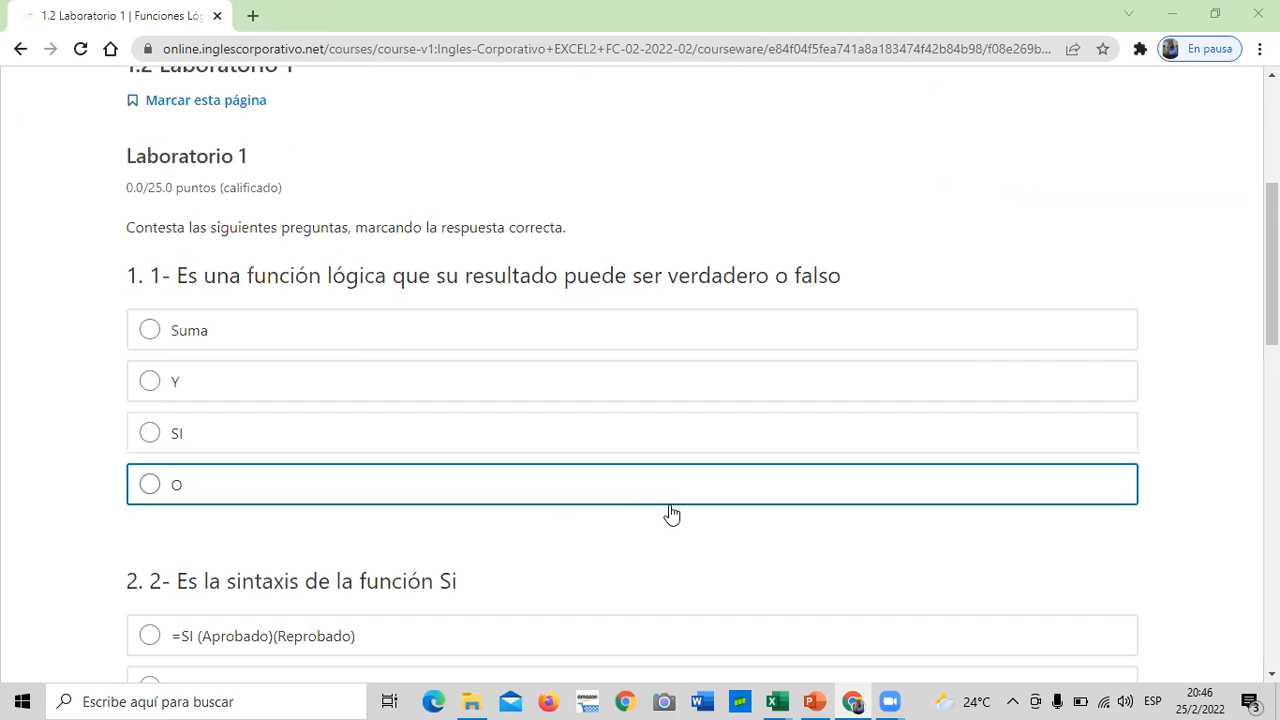 1.2 Laboratorio 1 | Funciones Lóg
online.inglescorporativo.net/courses/course-v1:Ingles-Corporativo+EXCEL2+FC-02-2022-02/courseware/e84f04f5fea741a8a183474f42b84b98/f08e269b...
En pausa
1.2 Laboratorio 1
Marcar esta página
Laboratorio 1
0.0/25.0 puntos (calificado)
Contesta las siguientes preguntas, marcando la respuesta correcta.
1. 1- Es una función lógica que su resultado puede ser verdadero o falso
Suma
Y
SI
O
2. 2- Es la sintaxis de la función Si
=SI (Aprobado)(Reprobado)
Escribe aquí para buscar
amazon
24°C
ESP
20:46
25/2/2022
3